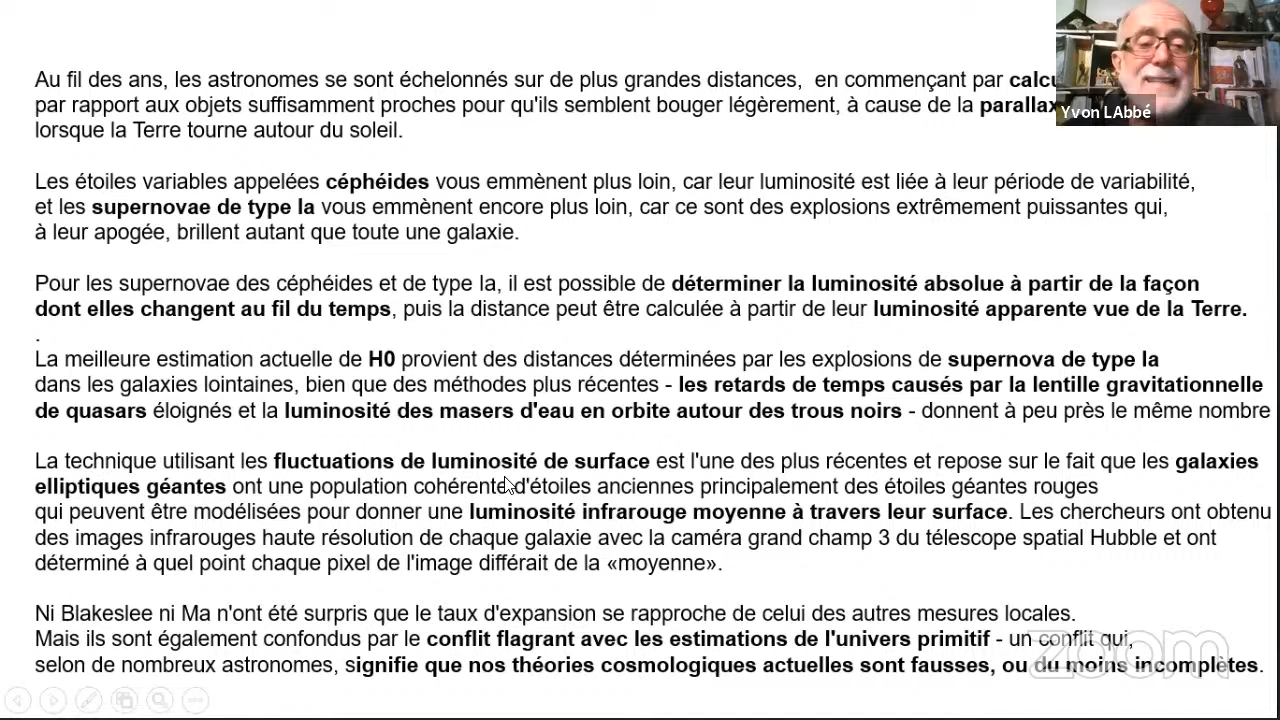 Au fil des ans, les astronomes se sont échelonnés sur de plus grandes distances, en commençant par
par rapport aux objets suffisamment proches pour qu'ils semblent bouger légèrement, à cause de la
lorsque la Terre tourne autour du soleil.
Yvon LAbbé
Les étoiles variables appelées céphéides vous emmènent plus loin, car leur luminosité est liée à leur période de variabilité,
et les supernovae de type Ia vous emmènent encore plus loin, car ce sont des explosions extrêmement puissantes qui,
à leur apogée, brillent autant que toute une galaxie.
Pour les supernovae des céphéides et de type Ia, il est possible de déterminer la luminosité absolue à partir de la façon
dont elles changent au fil du temps, puis la distance peut être calculée à partir de leur luminosité apparente vue de la Terre.
.
La meilleure estimation actuelle de H0 provient des distances déterminées par les explosions de supernova de type Ia
dans les galaxies lointaines, bien que des méthodes plus récentes - les retards de temps causés par la lentille gravitationnelle
de quasars éloignés et la luminosité des masers d'eau en orbite autour des trous noirs - donnent à peu près le même nombre
La technique utilisant les fluctuations de luminosité de surface est l'une des plus récentes et repose sur le fait que les galaxies
elliptiques géantes ont une population cohérente d'étoiles anciennes principalement des étoiles géantes rouges
qui peuvent être modélisées pour donner une luminosité infrarouge moyenne à travers leur surface. Les chercheurs ont obtenu
des images infrarouges haute résolution de chaque galaxie avec la caméra grand champ 3 du télescope spatial Hubble et ont
déterminé à quel point chaque pixel de l'image différait de la «moyenne».
Ni Blakeslee ni Ma n'ont été surpris que le taux d'expansion se rapproche de celui des autres mesures locales.
Mais ils sont également confondus par le conflit flagrant avec les estimations de l'univers primitif - un conflit qui,
selon de nombreux astronomes, signifie que nos théories cosmologiques actuelles sont fausses, ou du moins incomplètes.
zoom